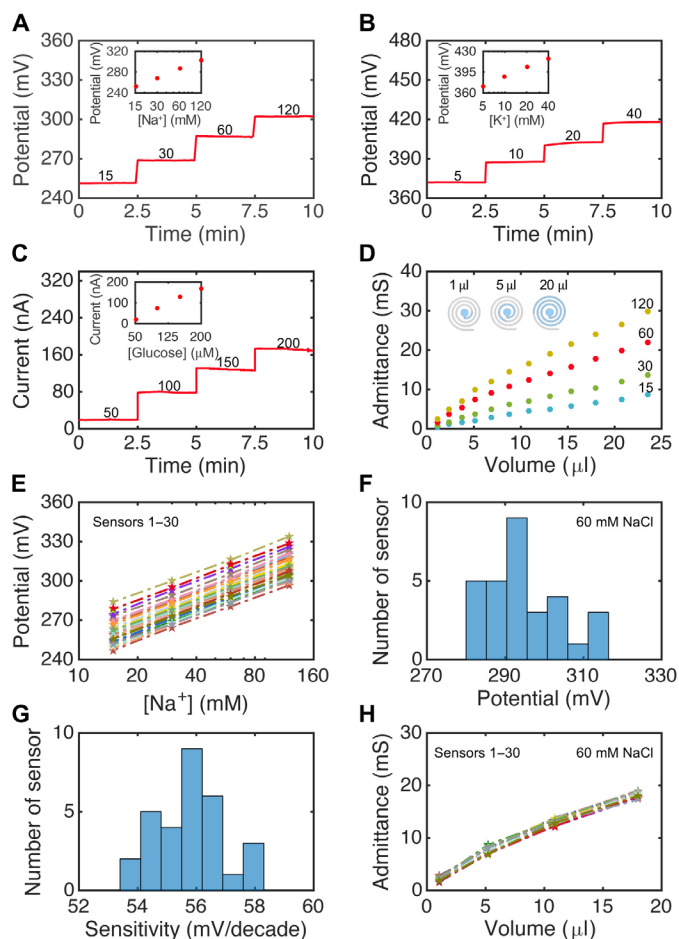 A
B
Potential (mV)
360
330
300
270
240
0
2.5
5
7.5
10
Time (min)
15
30
60
120
Potential (mV)
320
280
240
15 30 60 120
[Na⁺] (mM)
Potential (mV)
480
450
420
390
360
0
2.5
5
7.5
10
Time (min)
5
10
20
40
Potential (mV)
430
395
360
5 10 20 40
[K⁺] (mM)
C
D
Current (nA)
320
240
160
80
0
0
2.5
5
7.5
10
Time (min)
50
100
150
200
Current (nA)
200
100
0
50 100 150 200
[Glucose] (µM)
Admittance (mS)
40
30
20
10
0
0 5 10 15 20 25
Volume (µl)
1 µl 5 µl 20 µl
120
60
30
15
E
F
Potential (mV)
360
330
300
270
240
10 20 40 80 160
[Na⁺] (mM)
Sensors 1–30
Number of sensor
10
5
0
270 290 310 330
Potential (mV)
60 mM NaCl
G
H
Number of sensor
10
5
0
52 54 56 58 60
Sensitivity (mV/decade)
Admittance (mS)
30
20
10
0
0 5 10 15 20
Volume (µl)
Sensors 1–30 60 mM NaCl